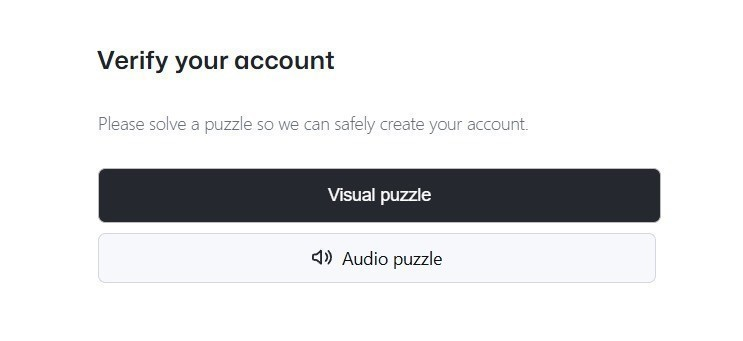 Verify your account
Please solve a puzzle so we can safely create your account.
Visual puzzle
Audio puzzle